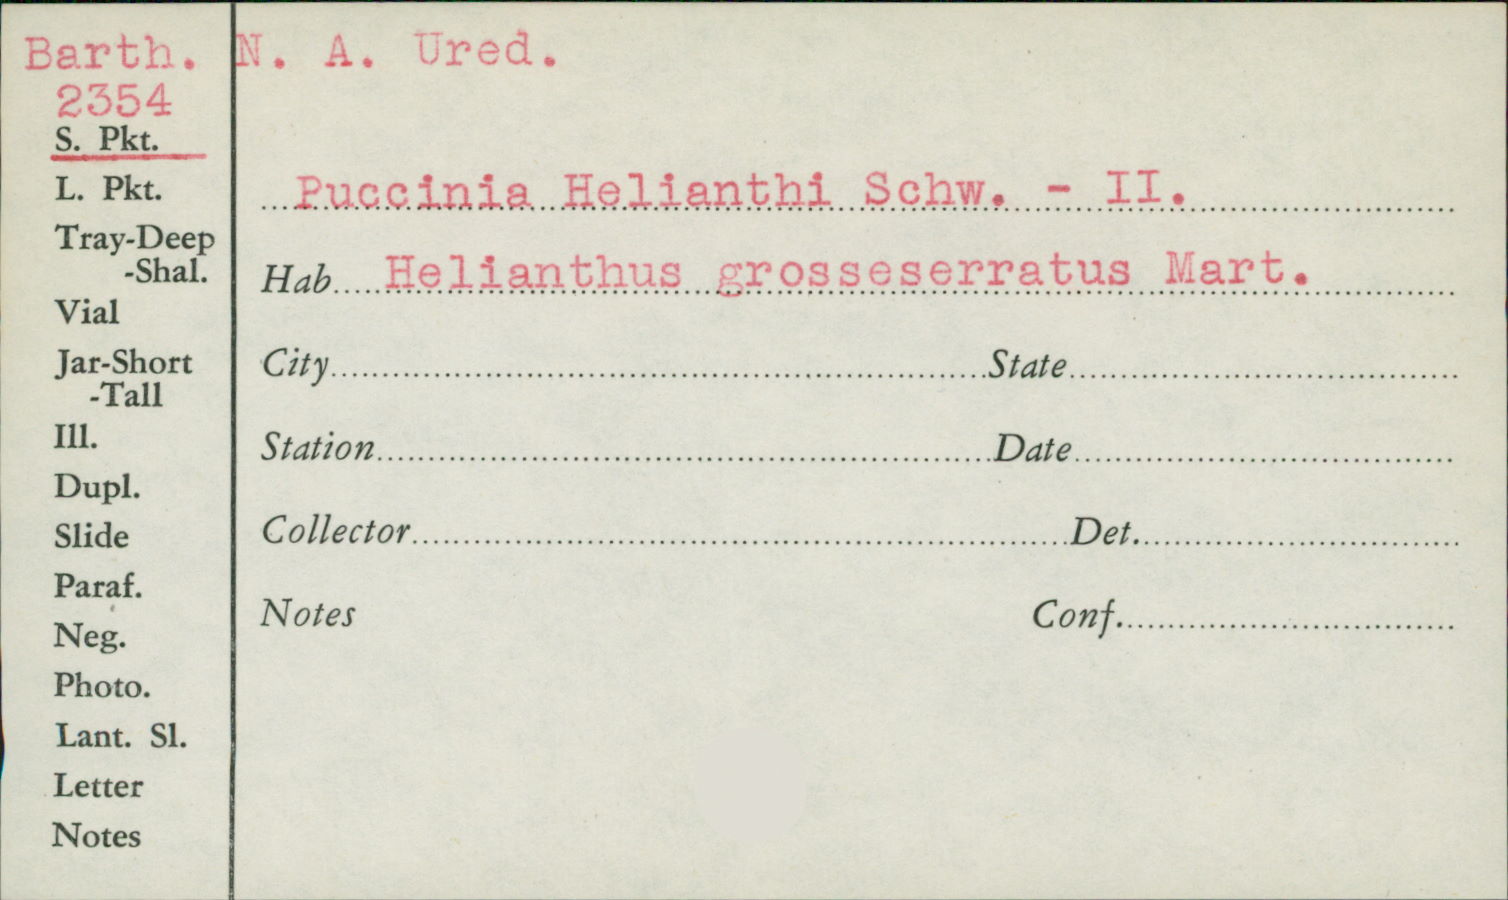 Barth. N. A. Ured.
2354
S. Pkt.
L. Pkt.
Tray-Deep
-Shal.
Vial
Jar-Short
-Tall
Ill.
Dupl.
Slide
Paraf.
Neg.
Photo.
Lant. Sl.
Letter
Notes
Puccinia Helianthi Schw. - II.
Hab. Helianthus grosseserratus Mart.
City State
Station Date
Collector Det.
Notes Conf.